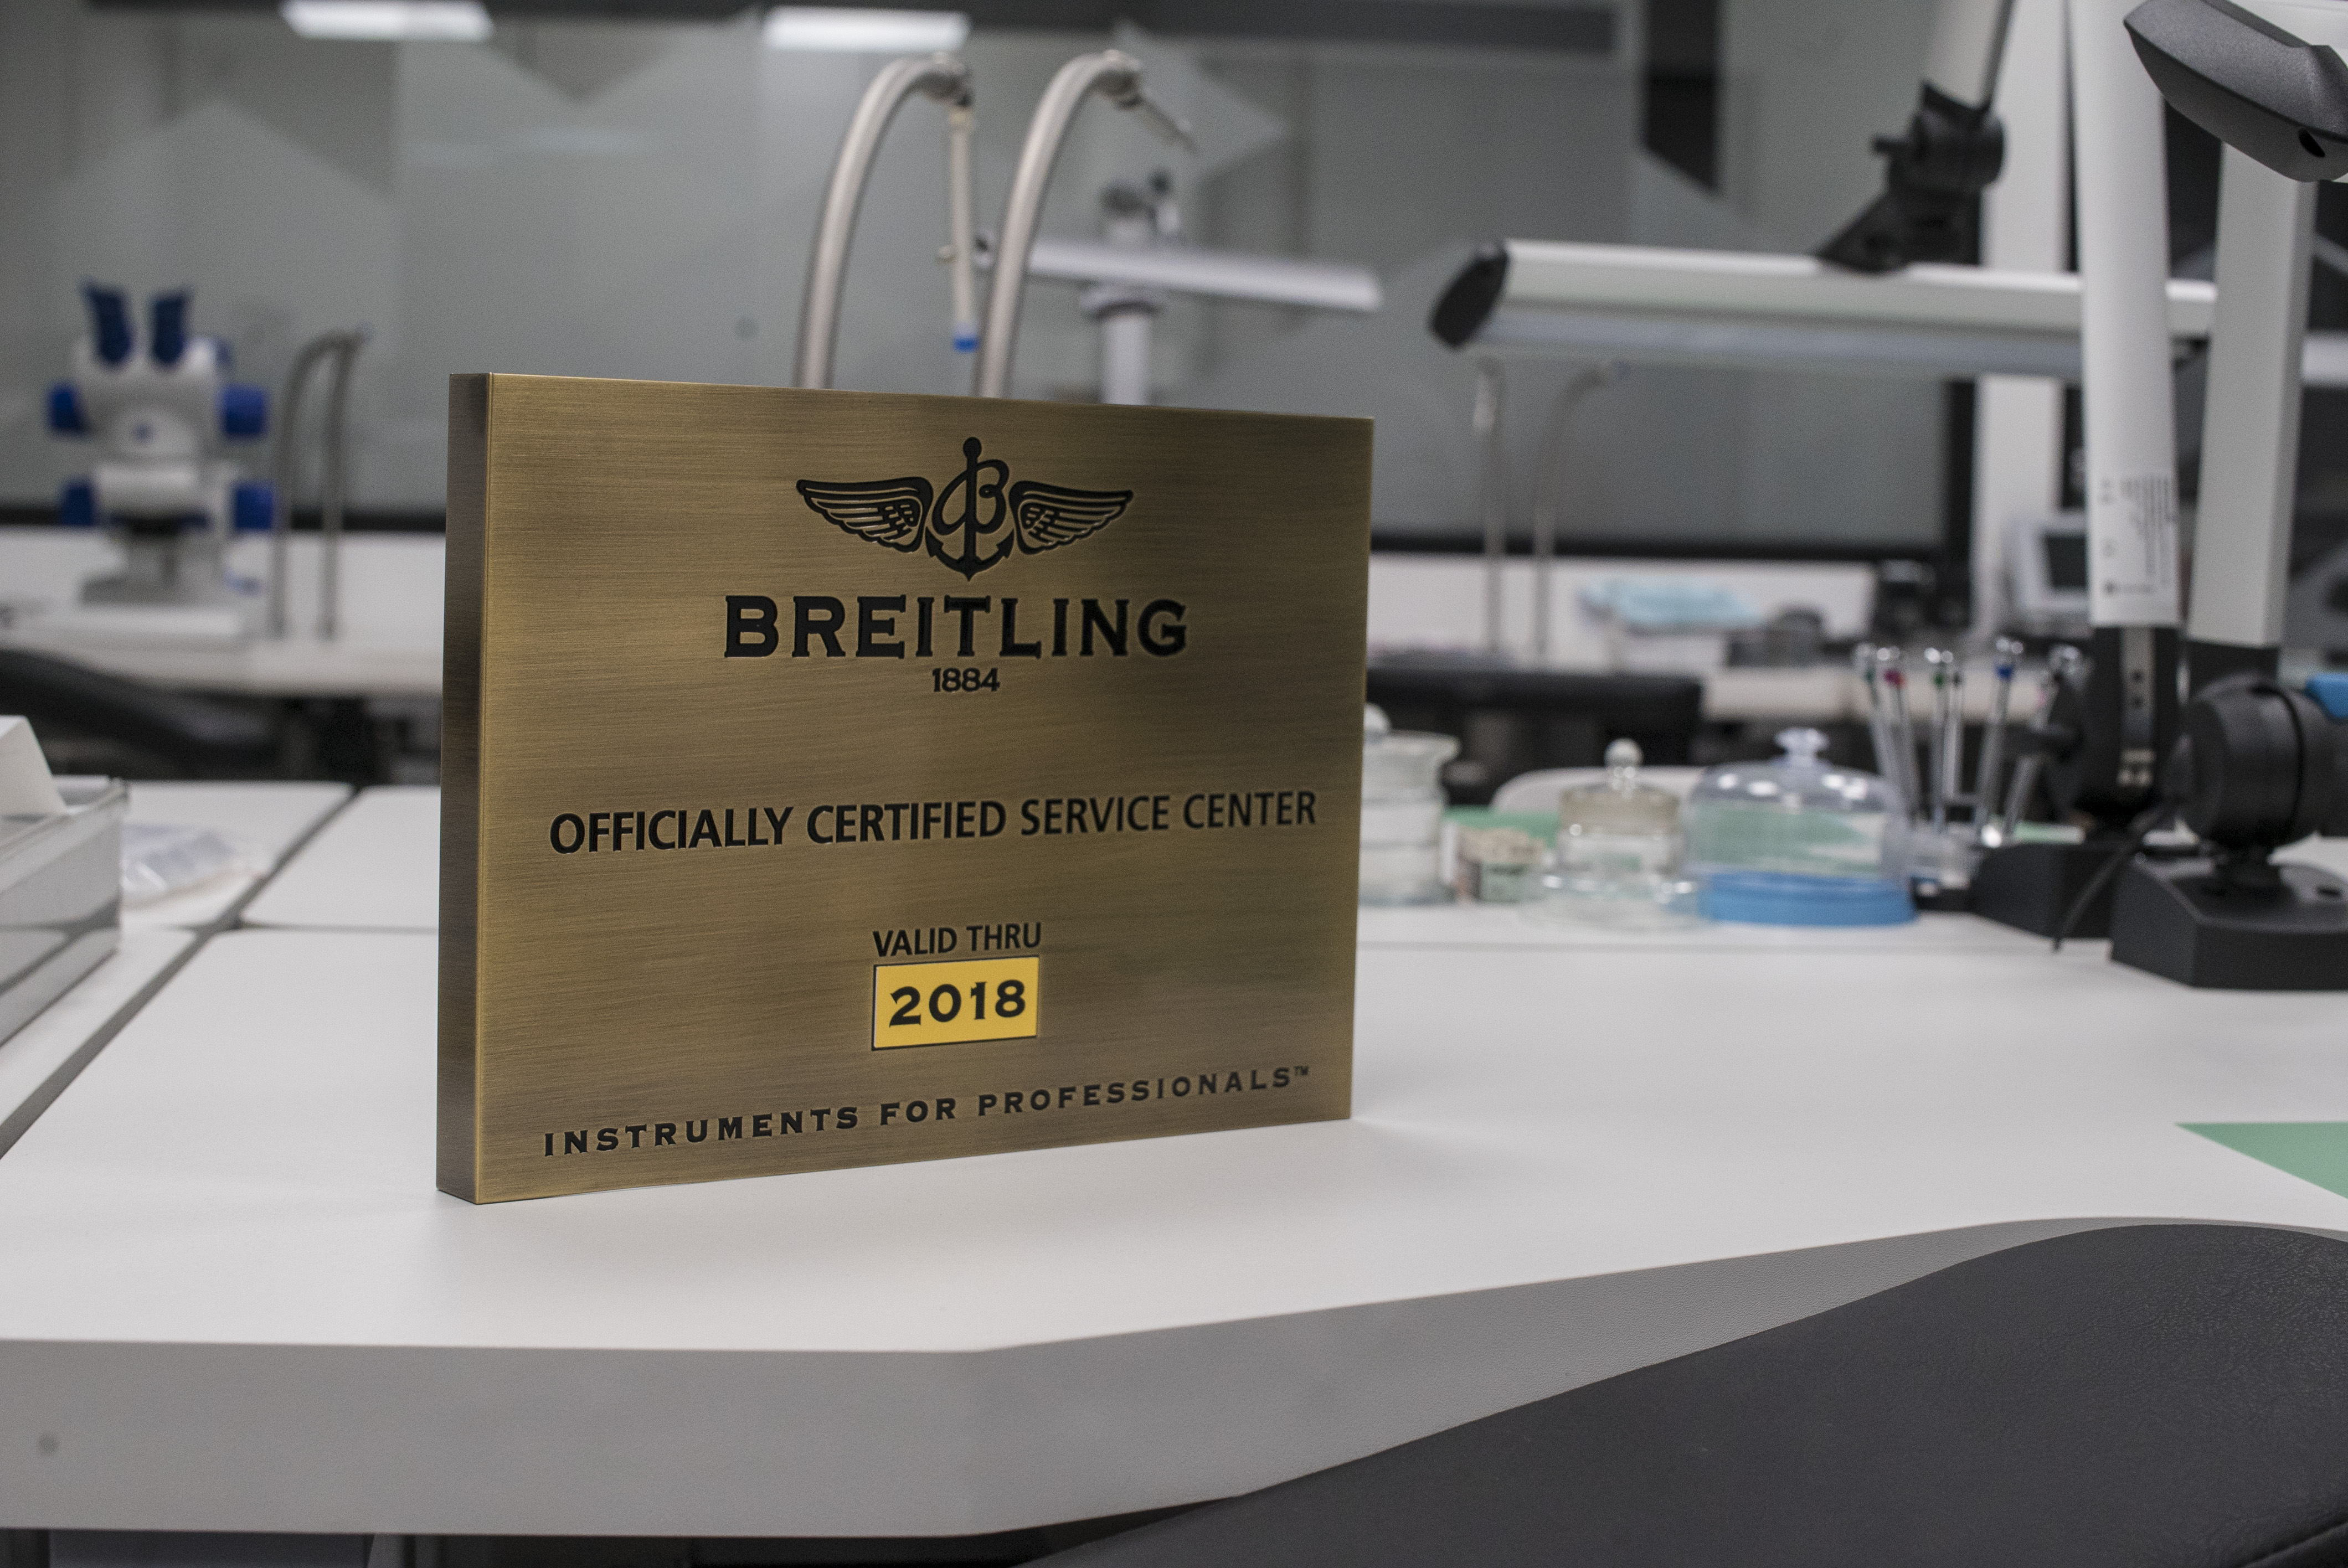 BREITLING
1884
OFFICIALLY CERTIFIED SERVICE CENTER
VALID THRU
2018
INSTRUMENTS FOR PROFESSIONALS™